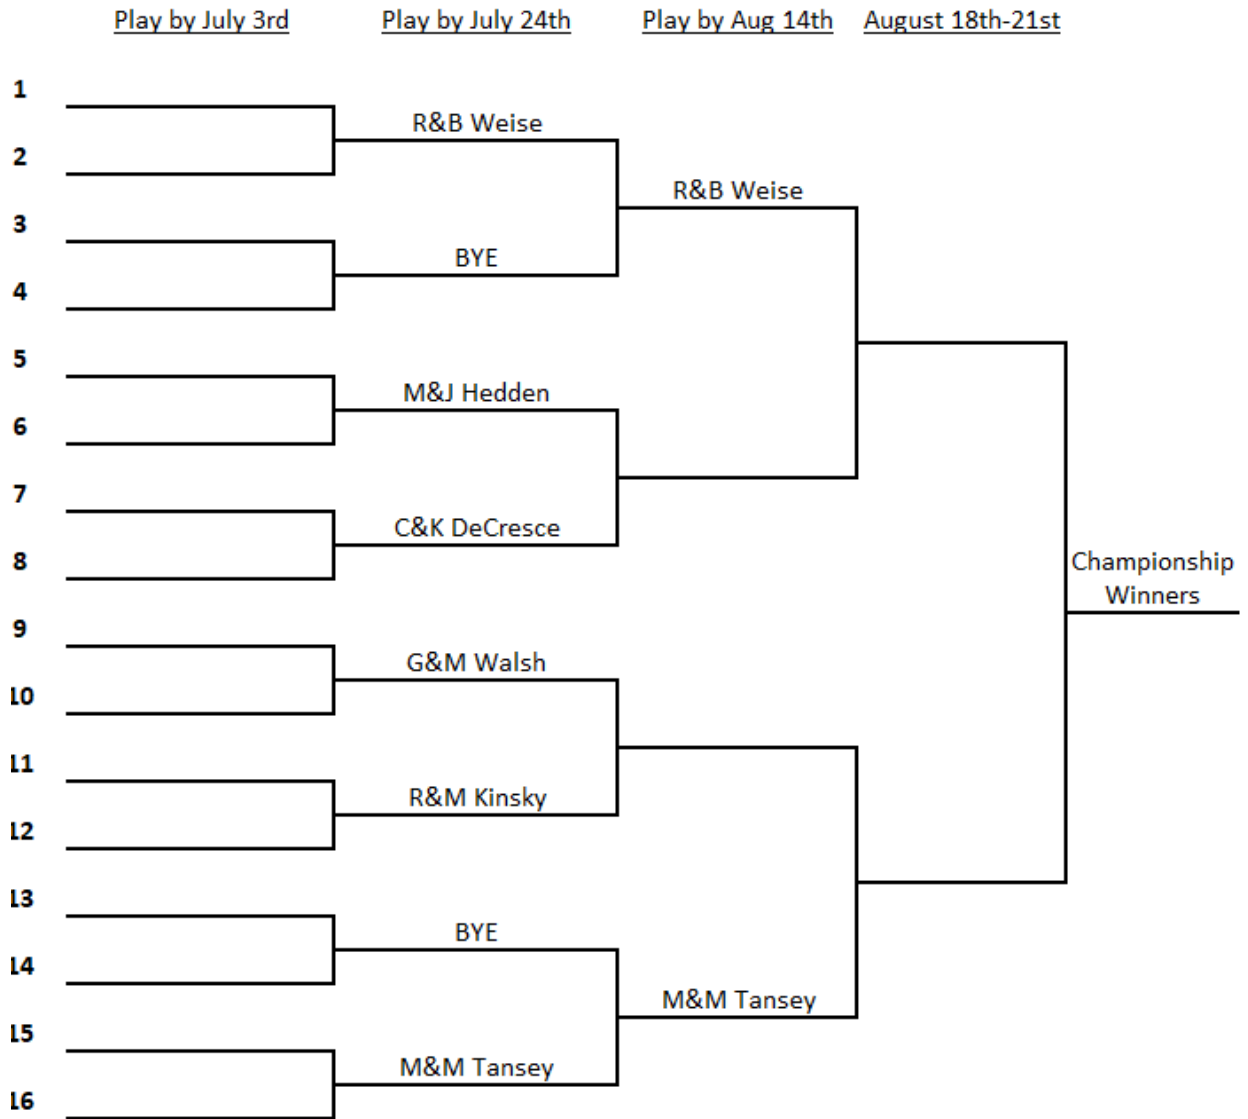 Play by July 3rd Play by July 24th Play by Aug 14th August 18th-21st
1
R&B Weise
2
R&B Weise
3
BYE
4
5
M&J Hedden
6
7
C&K DeCresce
8
Championship
Winners
9
G&M Walsh
10
11
R&M Kinsky
12
13
BYE
14
M&M Tansey
15
M&M Tansey
16